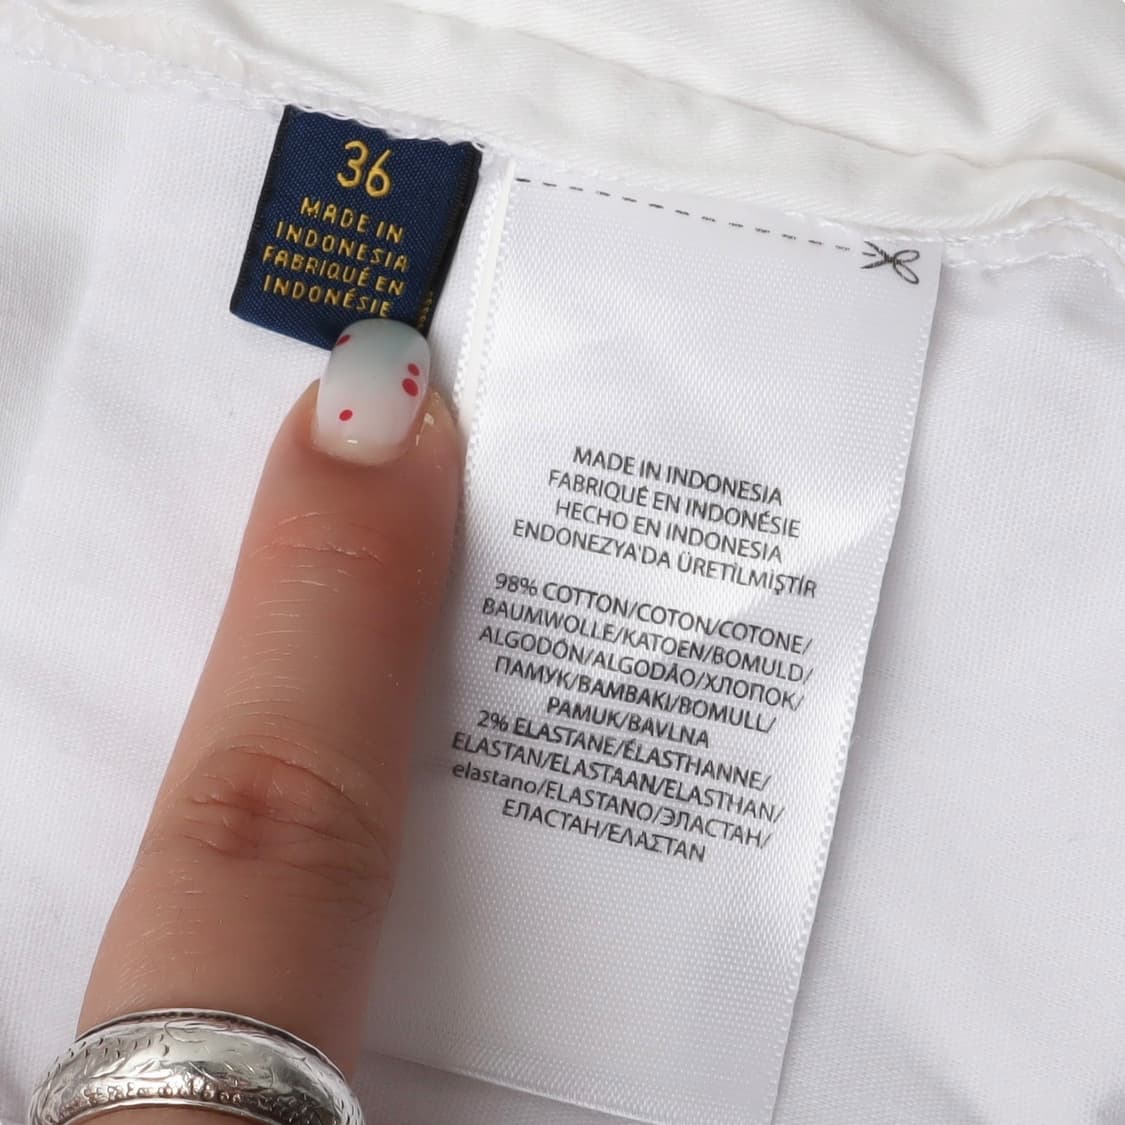 36
MADE IN
INDONESIA
FABRIQUÉ EN
INDONÉSIE
MADE IN INDONESIA
FABRIQUÉ EN INDONÉSIE
HECHO EN INDONESIA
ENDONEZYA'DA ÜRETİLMİŞTİR
98% COTTON/COTON/COTONE/
BAUMWOLLE/KATOEN/BOMULD/
ALGODÓN/ALGODÃO/ХЛОПОК/
ПАМУК/ΒΑΜΒΑΚΙ/BOMULL/
PAMUK/BAVLNA
2% ELASTANE/ÉLASTHANNE/
ELASTAN/ELASTAAN/ELASTHAN/
elastano/ELASTANO/ЭЛАСТАН/
ЕЛАСТАН/ΕΛΑΣΤΑΝ